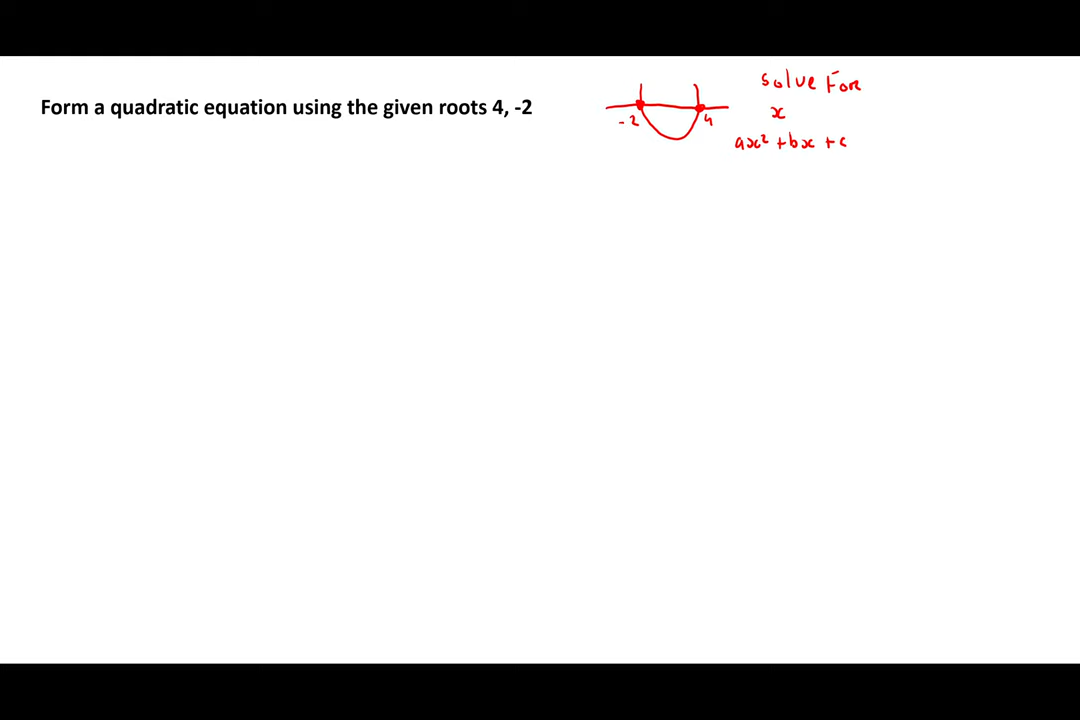 Form a quadratic equation using the given roots 4, -2
-2 4
solve For
x
ax² + bx + c